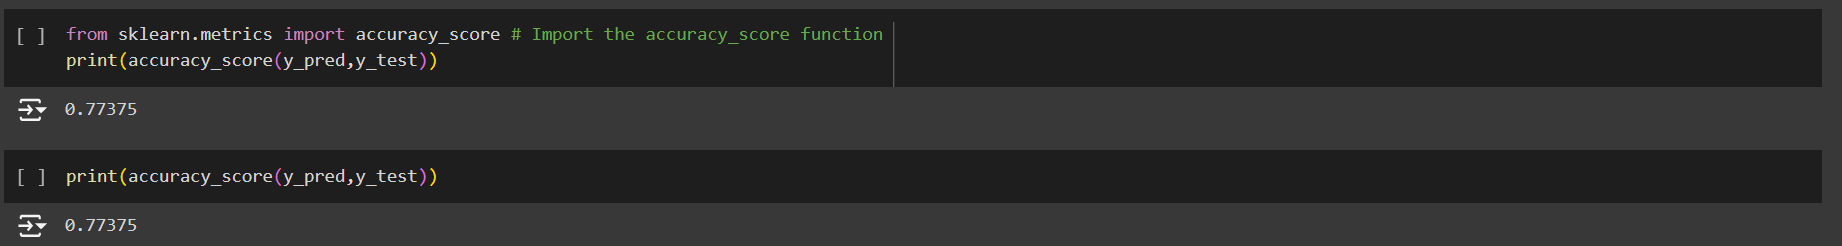 [ ] from sklearn.metrics import accuracy_score # Import the accuracy_score function
print(accuracy_score(y_pred,y_test))
0.77375
[ ] print(accuracy_score(y_pred,y_test))
0.77375